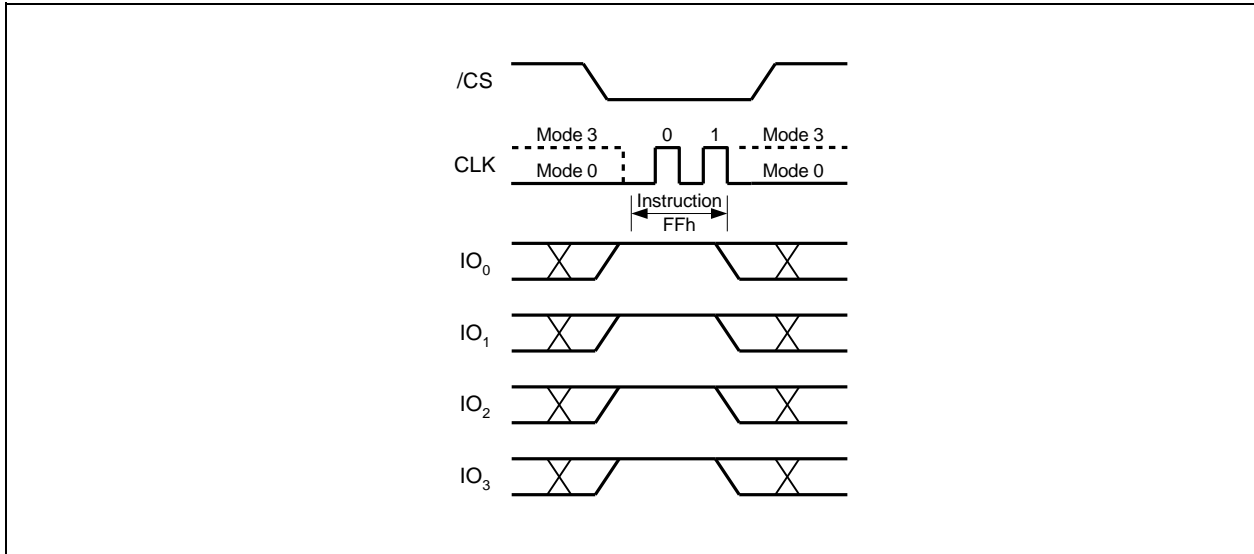 /CS
Mode 3 0 1 Mode 3
CLK
Mode 0 Mode 0
Instruction
FFh
IO0
IO1
IO2
IO3